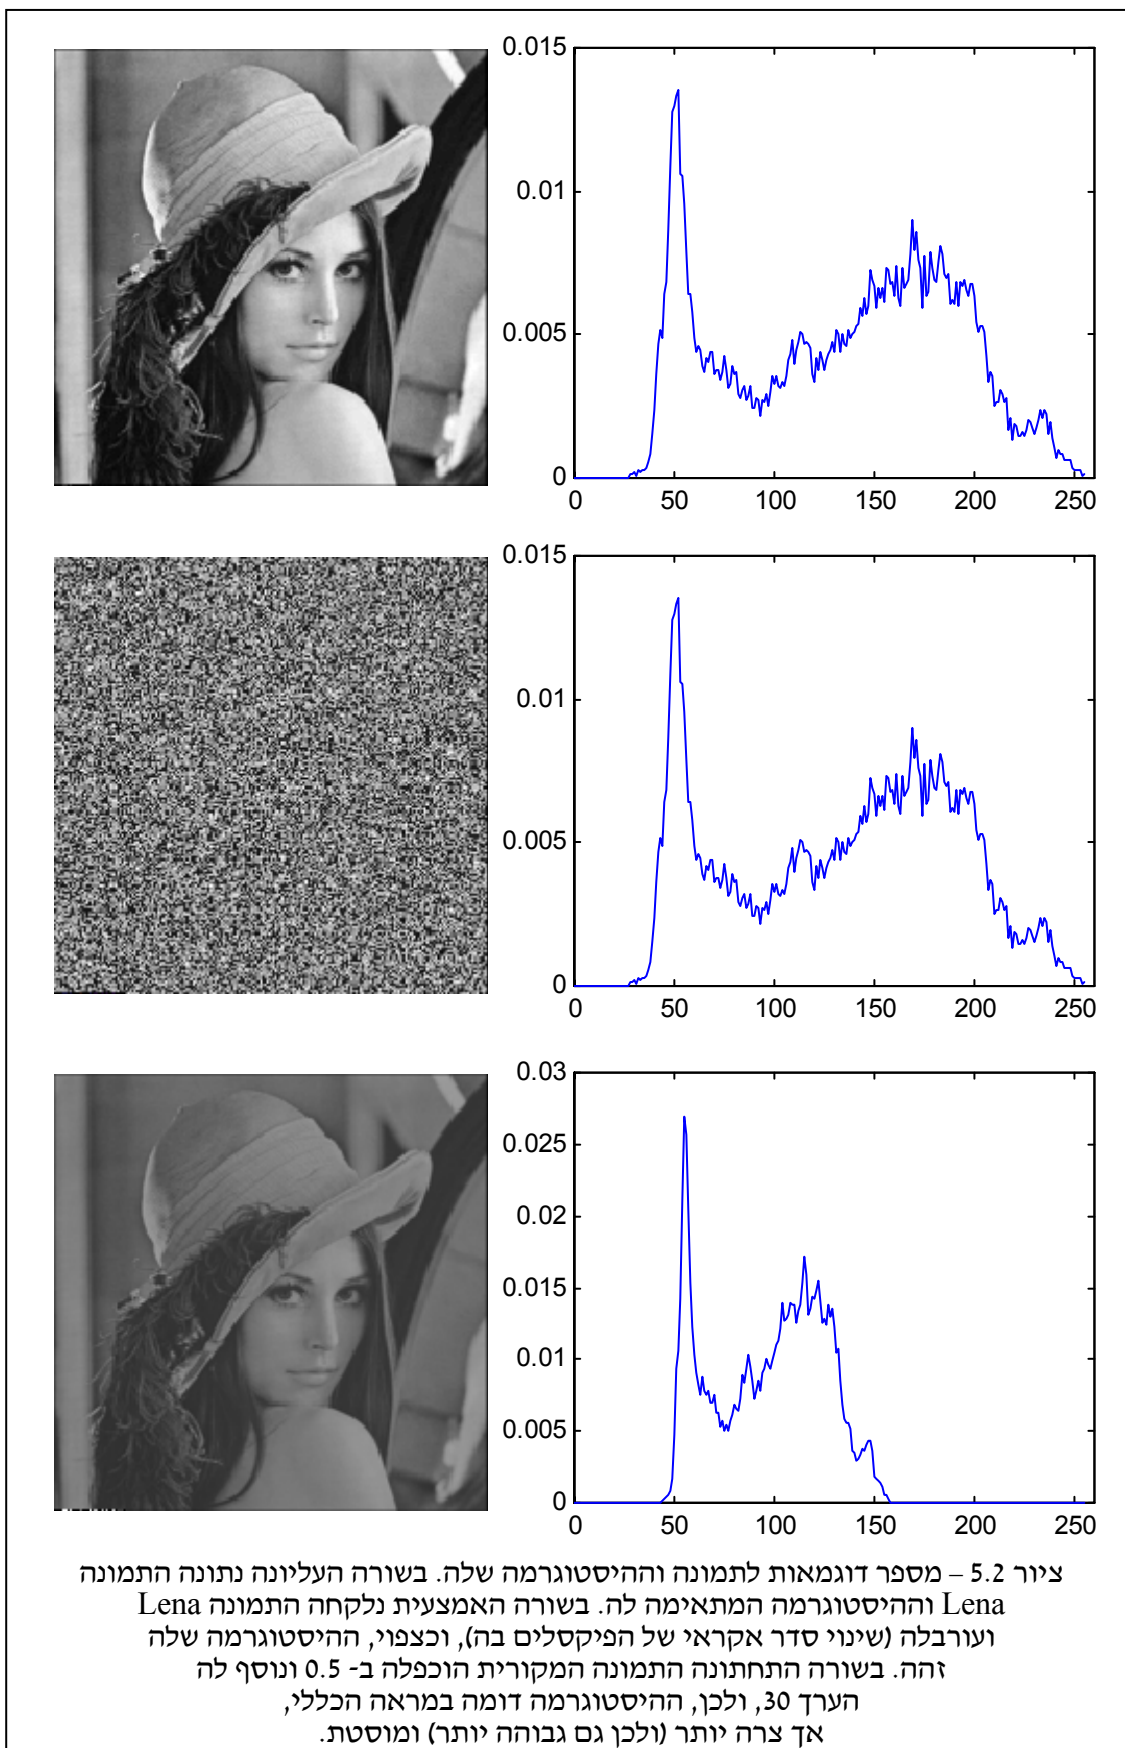 0.015
0.01
0.005
0
0 50 100 150 200 250
0.015
0.01
0.005
0
0 50 100 150 200 250
0.03
0.025
0.02
0.015
0.01
0.005
0
0 50 100 150 200 250
ציור 5.2 – מספר דוגמאות לתמונה וההיסטוגרמה שלה. בשורה העליונה נתונה התמונה
Lena וההיסטוגרמה המתאימה לה. בשורה האמצעית נלקחה התמונה Lena
ועורבלה (שינוי סדר אקראי של הפיקסלים בה), וכצפוי, ההיסטוגרמה שלה
זהה. בשורה התחתונה התמונה המקורית הוכפלה ב- 0.5 ונוסף לה
הערך 30, ולכן, ההיסטוגרמה דומה במראה הכללי,
אך צרה יותר (ולכן גם גבוהה יותר) ומוסטת.